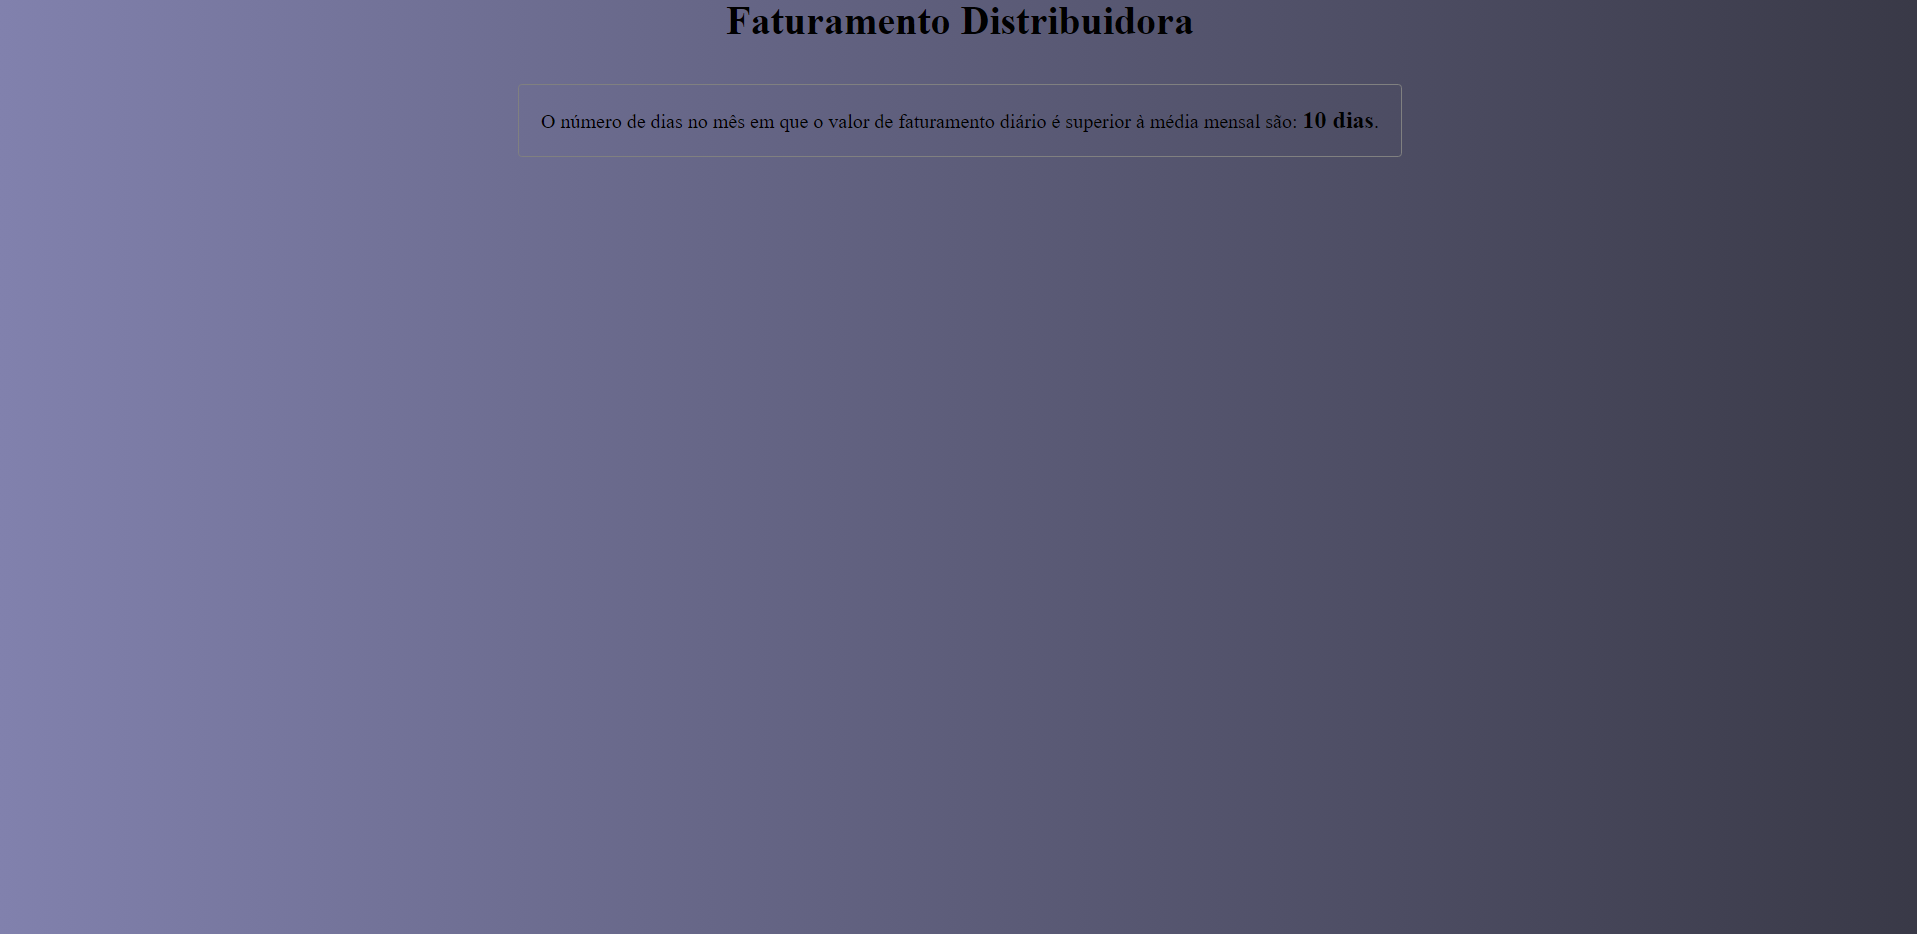 Faturamento Distribuidora
O número de dias no mês em que o valor de faturamento diário é superior à média mensal são: 10 dias.